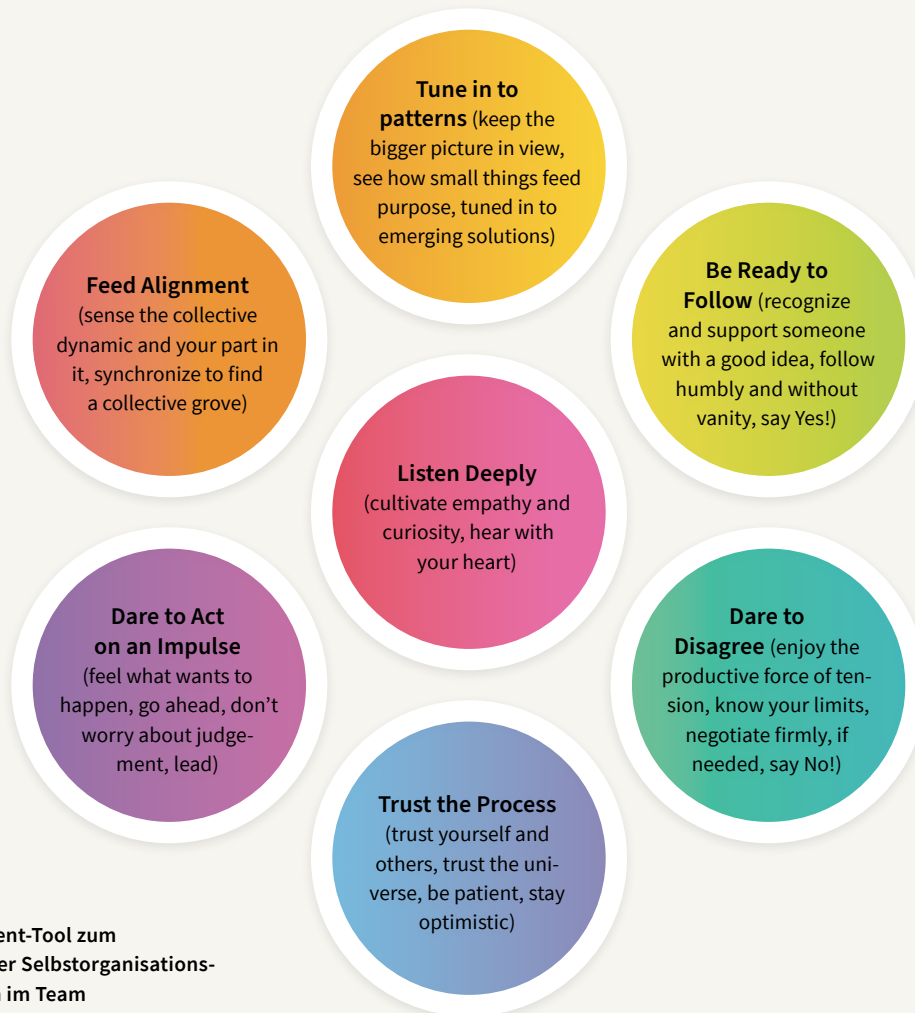 Tune in to
patterns (keep the
bigger picture in view,
see how small things feed
purpose, tuned in to
emerging solutions)
Feed Alignment
(sense the collective
dynamic and your part in
it, synchronize to find
a collective grove)
Be Ready to
Follow (recognize
and support someone
with a good idea, follow
humbly and without
vanity, say Yes!)
Listen Deeply
(cultivate empathy and
curiosity, hear with
your heart)
Dare to Act
on an Impulse
(feel what wants to
happen, go ahead, don’t
worry about judge-
ment, lead)
Dare to
Disagree (enjoy the
productive force of ten-
sion, know your limits,
negotiate firmly, if
needed, say No!)
Trust the Process
(trust yourself and
others, trust the uni-
verse, be patient, stay
optimistic)
ent-Tool zum
er Selbstorganisations-
im Team